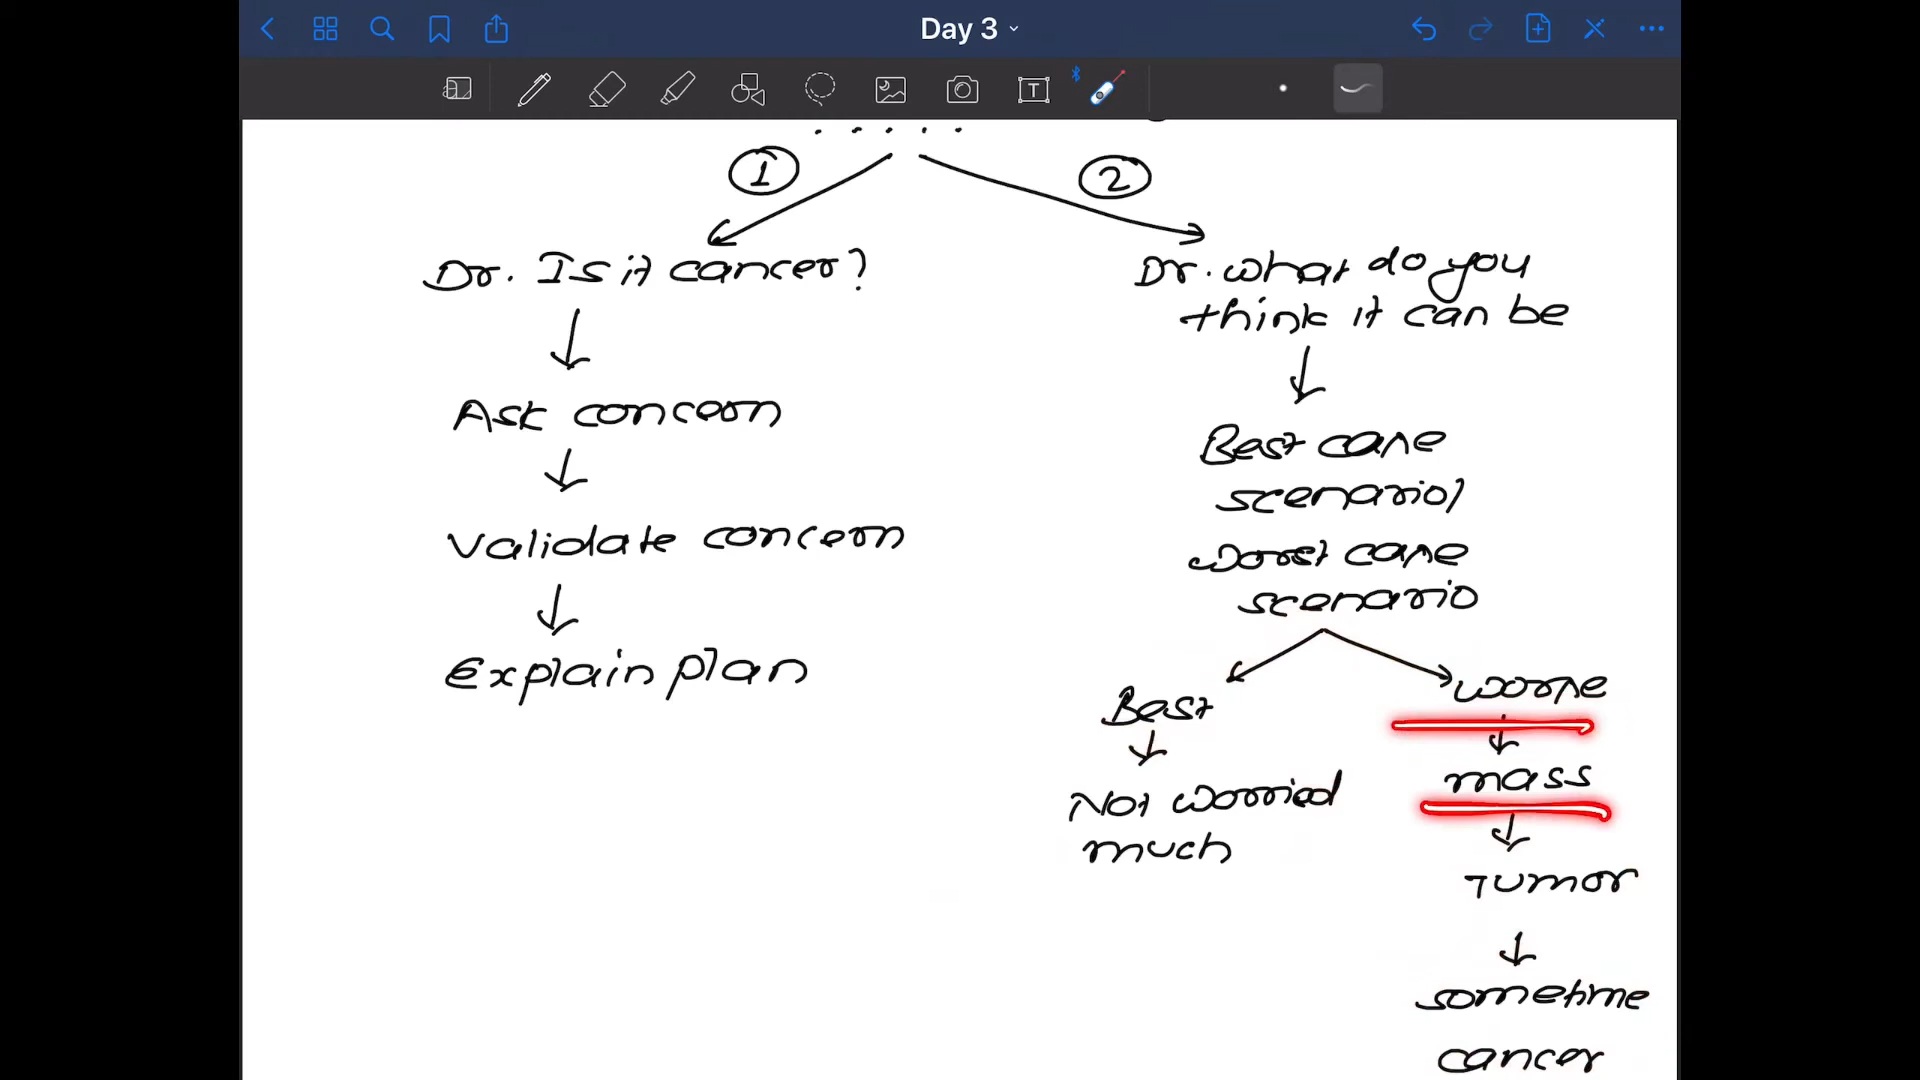 Day 3
T
1
2
Dr. Is it cancer?
Ask concern
Validate concern
Explain plan
Dr. what do you
think it can be
Best case
scenario/
worst case
scenario
Best
Not worried
much
worse
mass
Tumor
sometime
cancer